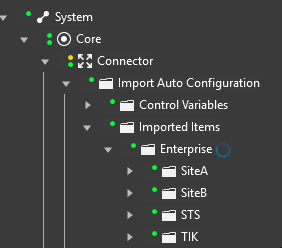 System
Core
Connector
Import Auto Configuration
Control Variables
Imported Items
Enterprise
SiteA
SiteB
STS
TIK